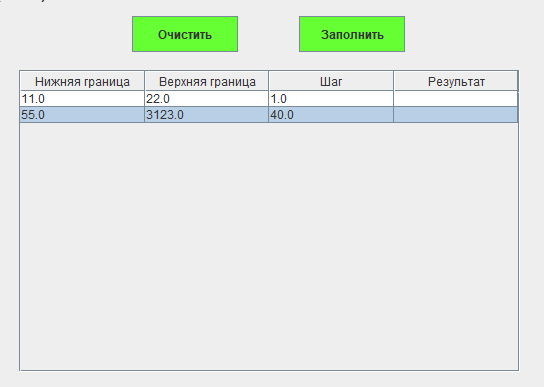 Очистить Заполнить
Нижняя граница Верхняя граница Шаг Результат
11.0 22.0 1.0
55.0 3123.0 40.0